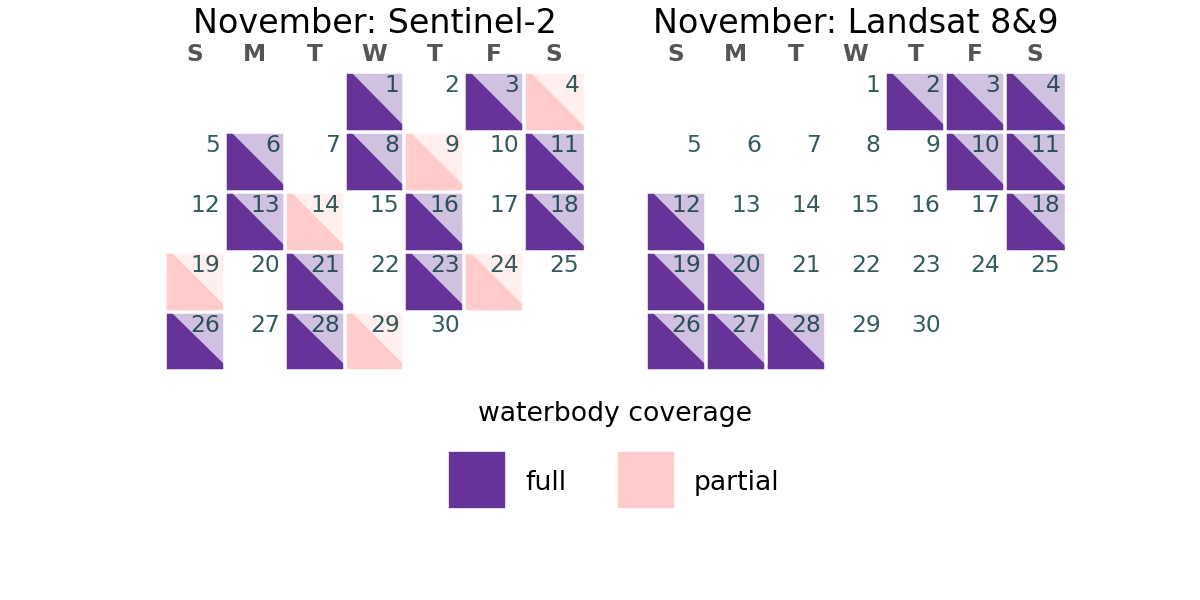 November: Sentinel-2
S M T W T F S
1 2 3 4
5 6 7 8 9 10 11
12 13 14 15 16 17 18
19 20 21 22 23 24 25
26 27 28 29 30
November: Landsat 8&9
S M T W T F S
1 2 3 4
5 6 7 8 9 10 11
12 13 14 15 16 17 18
19 20 21 22 23 24 25
26 27 28 29 30
waterbody coverage
full partial